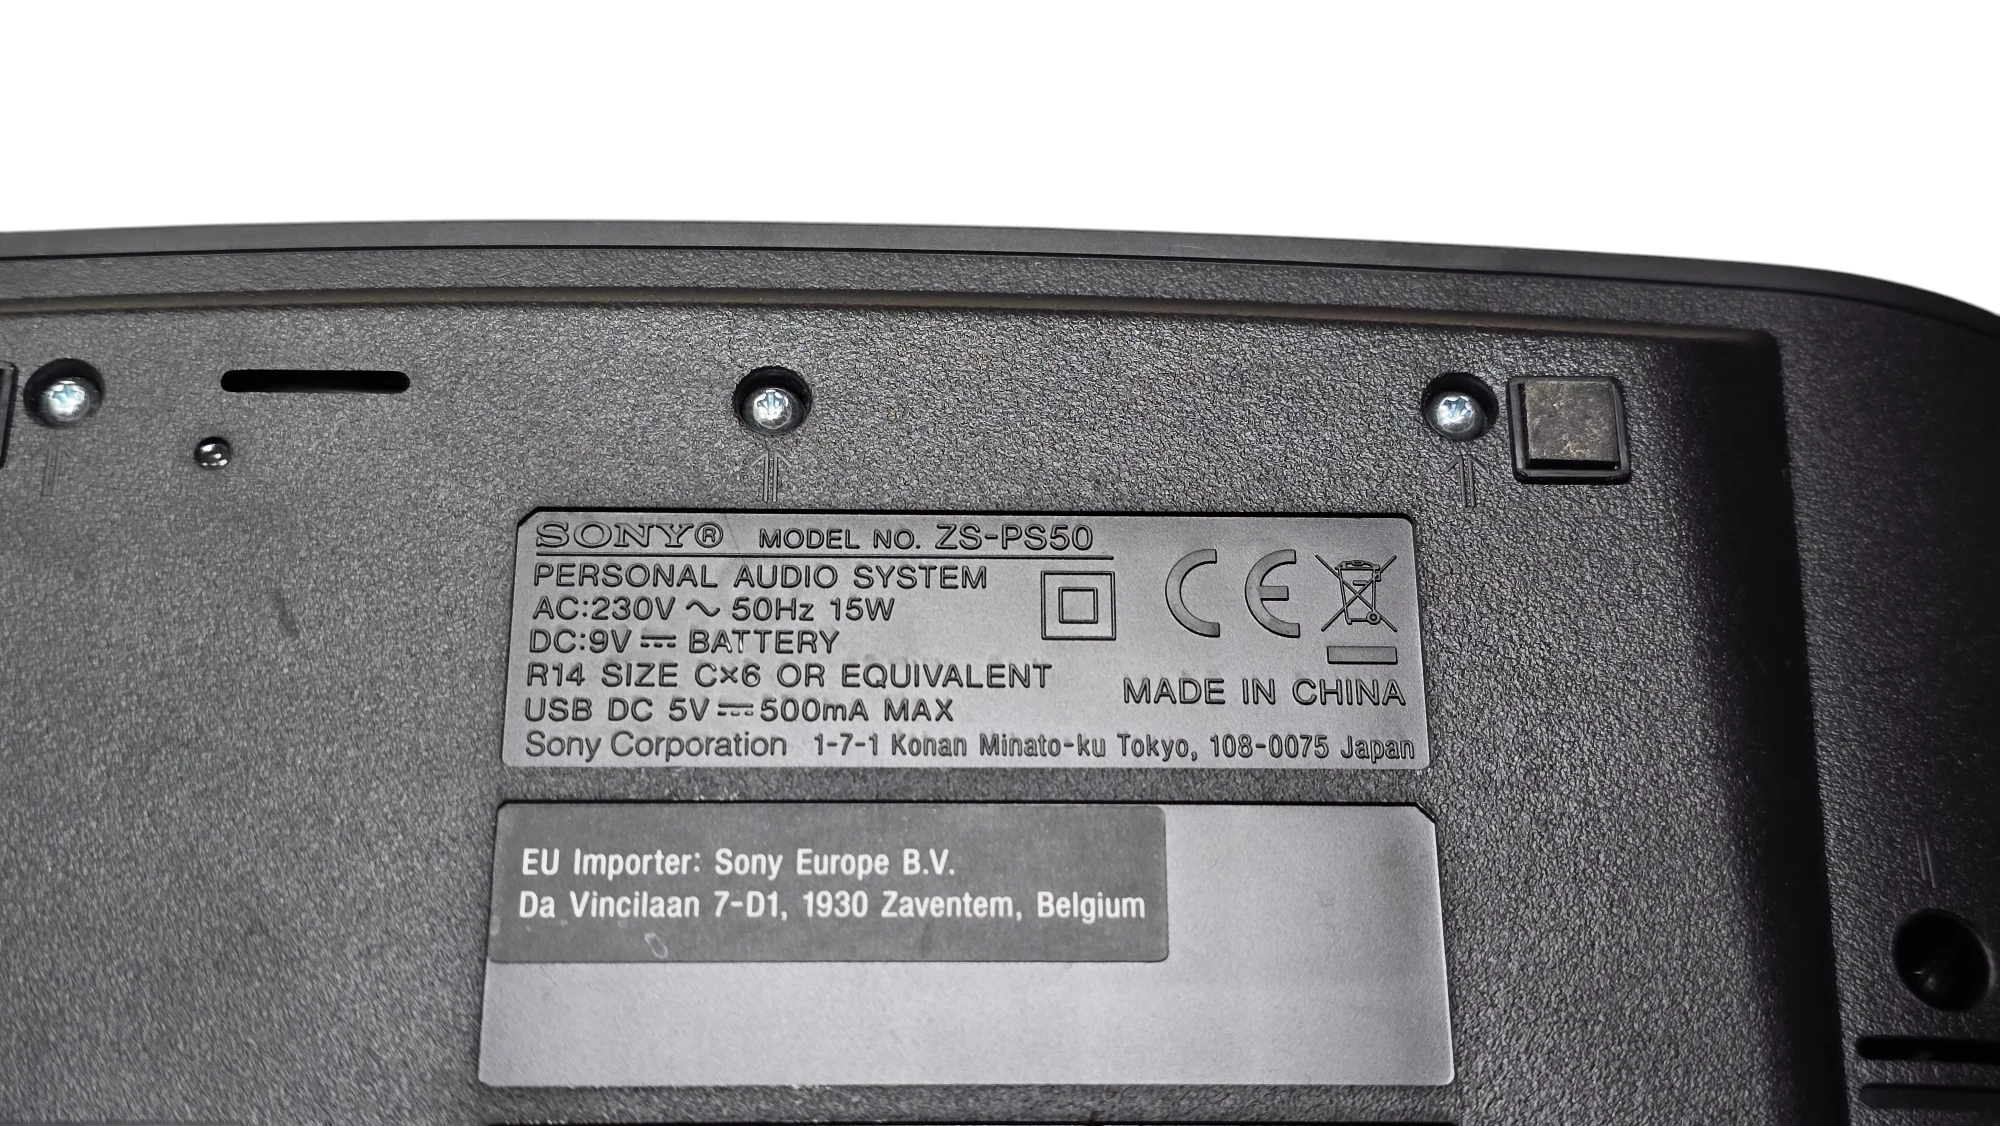 SONY® MODEL NO. ZS-PS50
PERSONAL AUDIO SYSTEM
AC:230V ~ 50Hz 15W
DC:9V ⎓ BATTERY
R14 SIZE C×6 OR EQUIVALENT
USB DC 5V ⎓ 500mA MAX
CE
MADE IN CHINA
Sony Corporation 1-7-1 Konan Minato-ku Tokyo, 108-0075 Japan
EU Importer: Sony Europe B.V.
Da Vincilaan 7-D1, 1930 Zaventem, Belgium